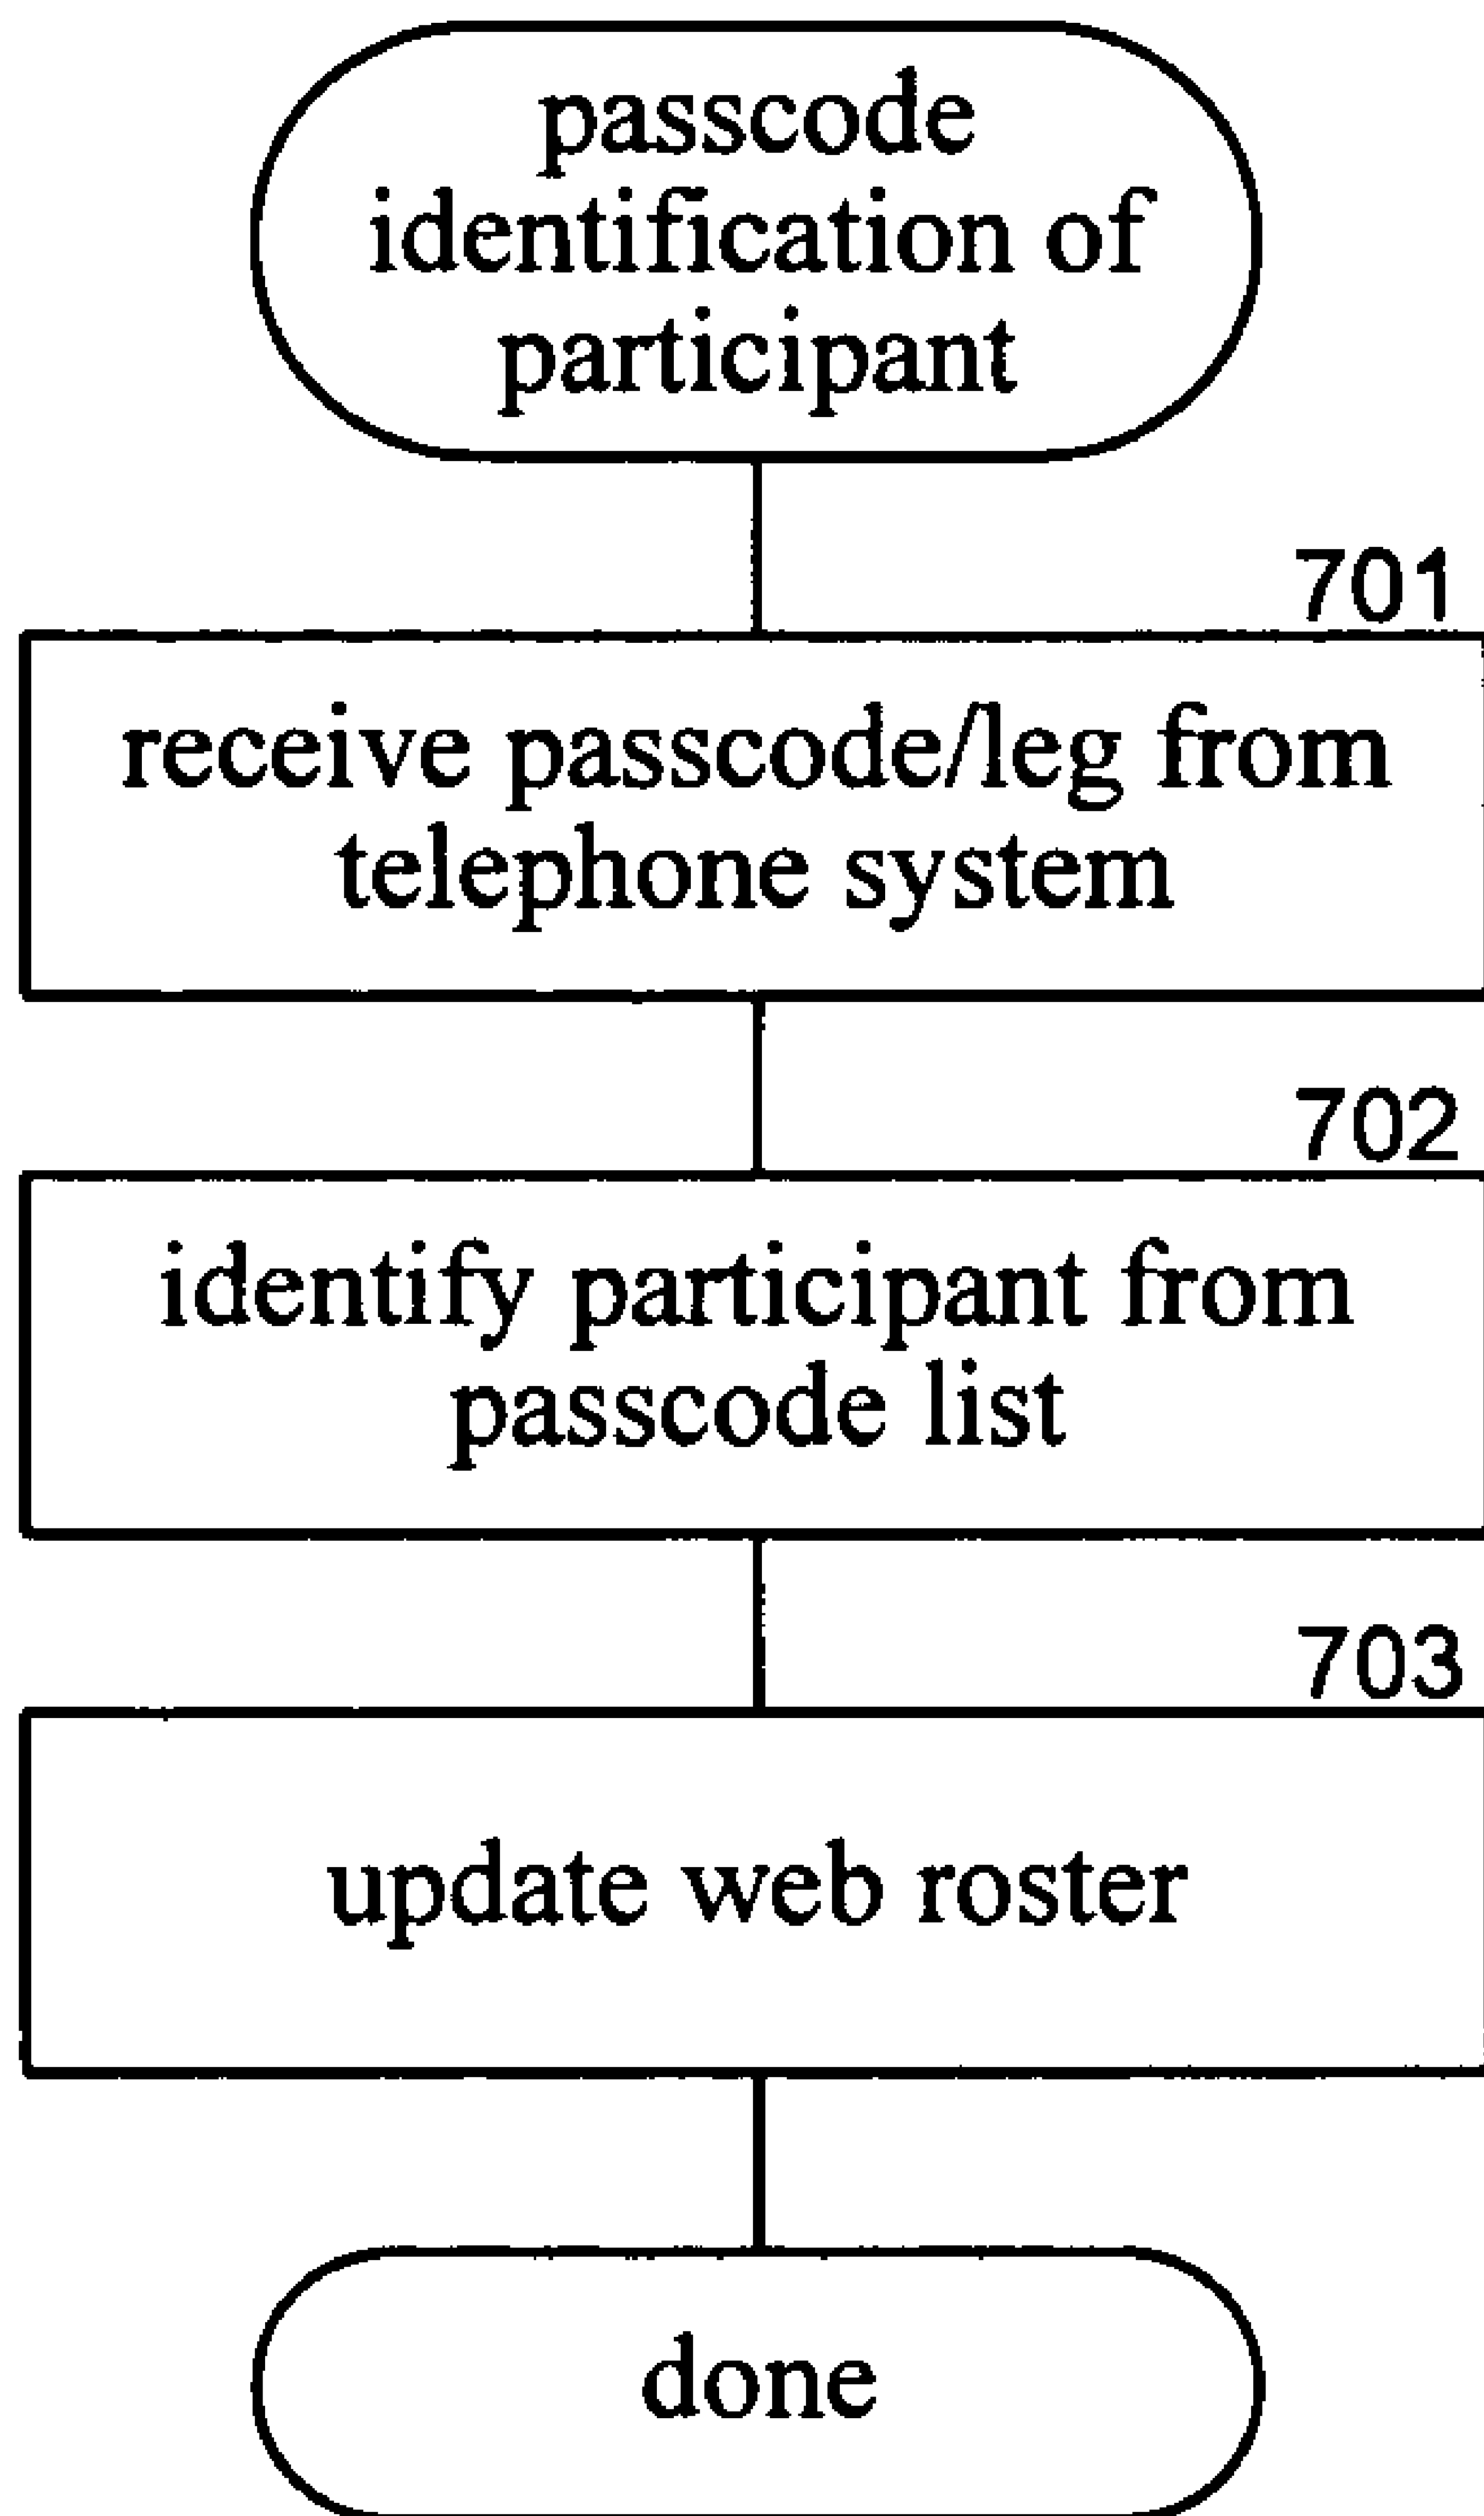 passcode
identification of
participant
701
receive passcode/leg from
telephone system
702
identify participant from
passcode list
703
update web roster
done